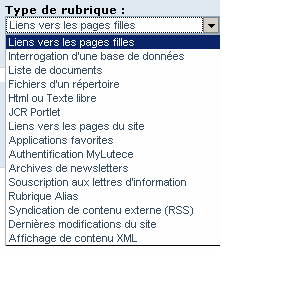 Type de rubrique :
Liens vers les pages filles
Liens vers les pages filles
Interrogation d'une base de données
Liste de documents
Fichiers d'un répertoire
Html ou Texte libre
JCR Portlet
Liens vers les pages du site
Applications favorites
Authentification MyLutece
Archives de newsletters
Souscription aux lettres d'information
Rubrique Alias
Syndication de contenu externe (RSS)
Dernières modifications du site
Affichage de contenu XML